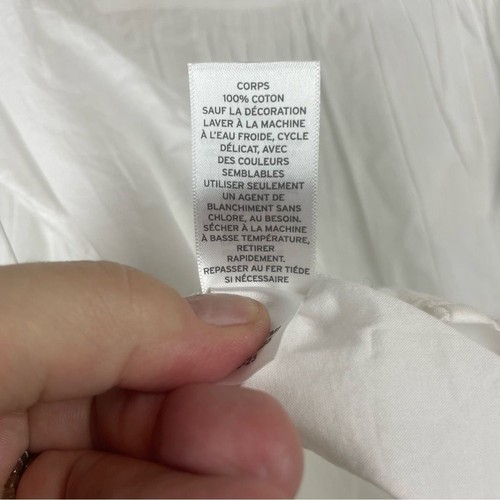 CORPS
100% COTON
SAUF LA DÉCORATION
LAVER À LA MACHINE
À L'EAU FROIDE, CYCLE
DÉLICAT, AVEC
DES COULEURS
SEMBLABLES
UTILISER SEULEMENT
UN AGENT DE
BLANCHIMENT SANS
CHLORE, AU BESOIN.
SÉCHER À LA MACHINE
À BASSE TEMPÉRATURE,
RETIRER
RAPIDEMENT.
REPASSER AU FER TIÉDE
SI NÉCESSAIRE